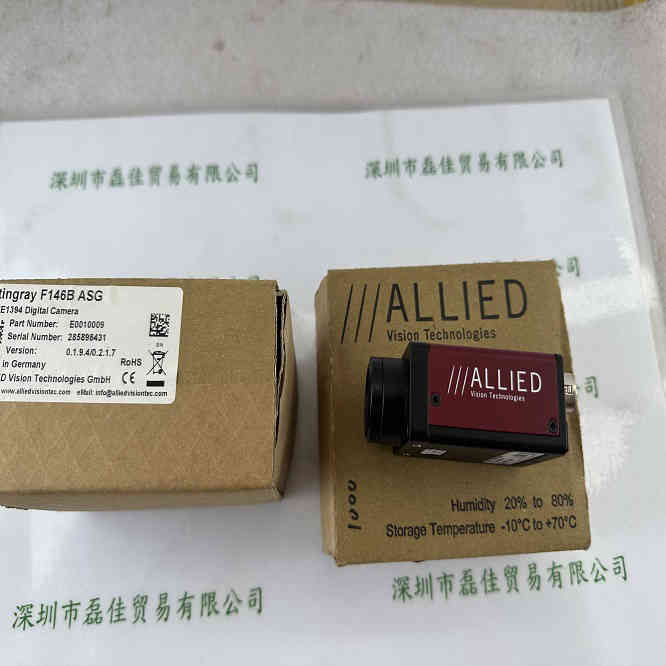 深圳市磊佳贸易有限公司
深圳市磊佳贸易有限公司
司
tingray F146B ASG
E1394 Digital Camera
Part Number: E0010009
Serial Number: 285898431
Version: 0.1.9.4/0.2.1.7
in Germany
RoHS
D Vision Technologies GmbH CE
www.alliedvisiontec.com eMail: info@alliedvisiontec.com
///ALLIED
Vision Technologies
///ALLIED
Vision Technologies
Humidity 20% to 80%
Storage Temperature -10°C to +70°C
深圳市磊佳贸易有限公司
深圳市磊佳贸易有限公司